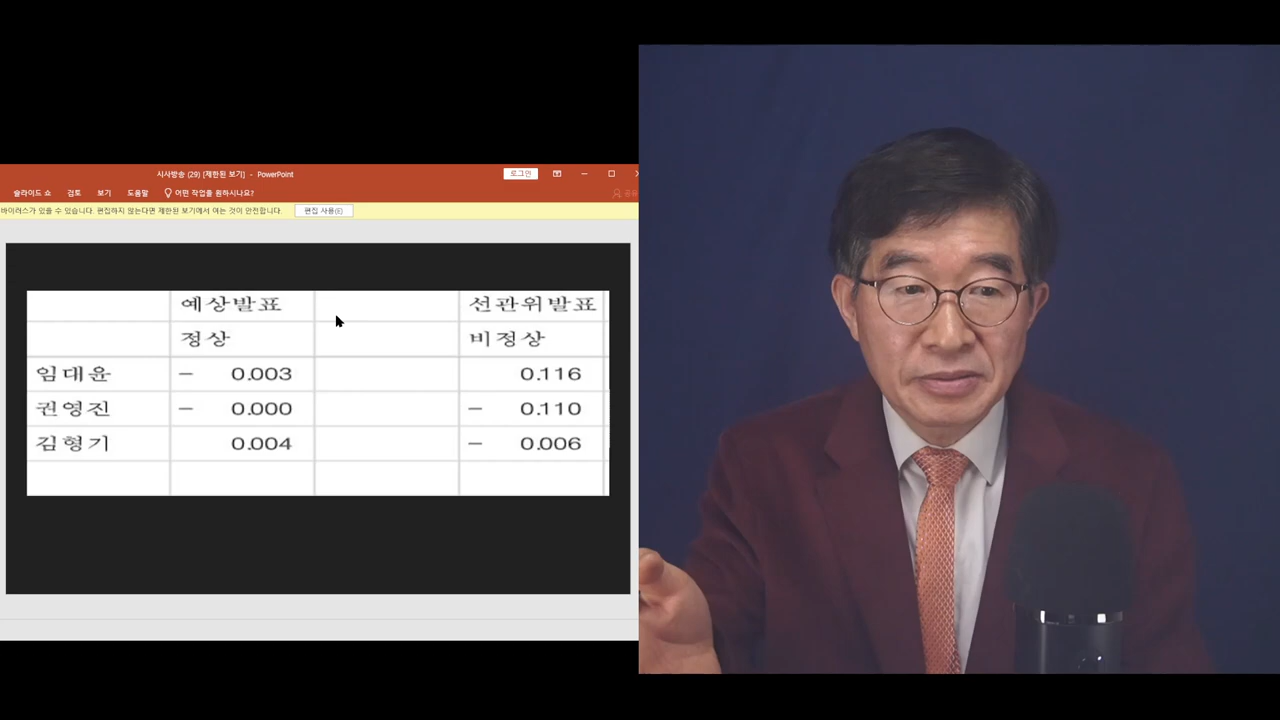 시사방송 (29) [제한된 보기] - PowerPoint
로그인
슬라이드 쇼 검토 보기 도움말 어떤 작업을 원하시나요? 공유
바이러스가 있을 수 있습니다. 편집하지 않는다면 제한된 보기에서 여는 것이 안전합니다. 편집 사용(E)
예상발표 선관위발표
정상 비정상
임대윤 - 0.003 0.116
권영진 - 0.000 - 0.110
김형기 0.004 - 0.006